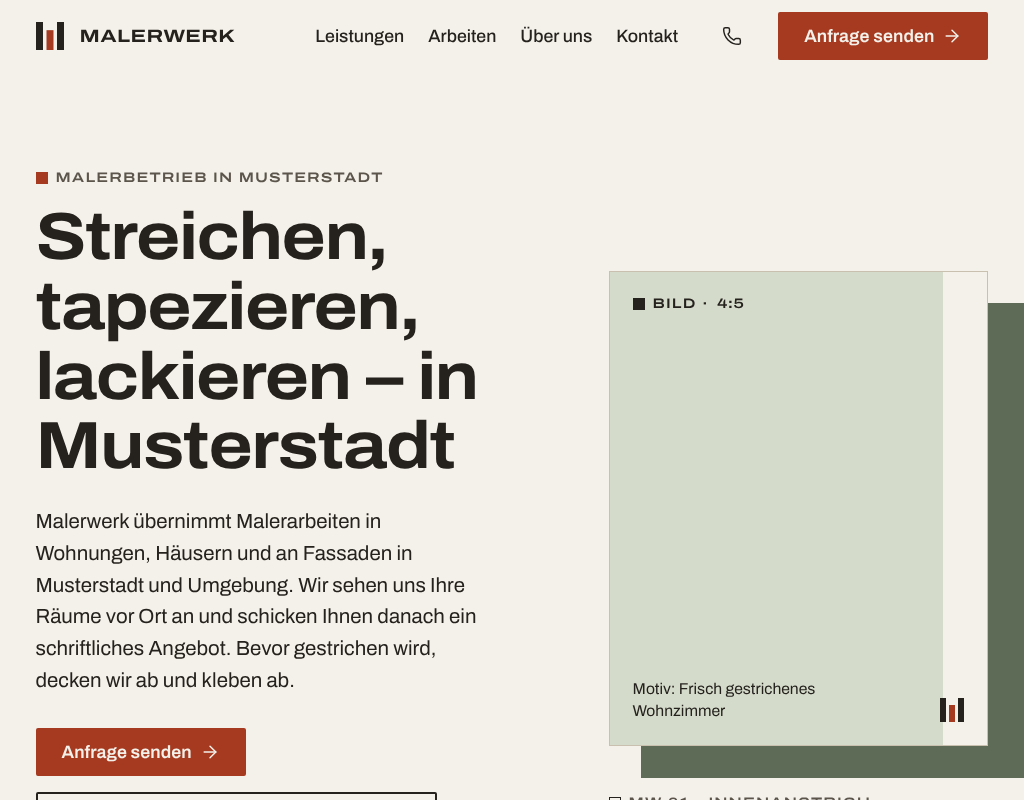 MALERWERK
Leistungen
Arbeiten
Über uns
Kontakt
Anfrage senden
MALERBETRIEB IN MUSTERSTADT
Streichen,
tapezieren,
lackieren – in
Musterstadt
Malerwerk übernimmt Malerarbeiten in
Wohnungen, Häusern und an Fassaden in
Musterstadt und Umgebung. Wir sehen uns Ihre
Räume vor Ort an und schicken Ihnen danach ein
schriftliches Angebot. Bevor gestrichen wird,
decken wir ab und kleben ab.
Anfrage senden
BILD · 4:5
Motiv: Frisch gestrichenes
Wohnzimmer